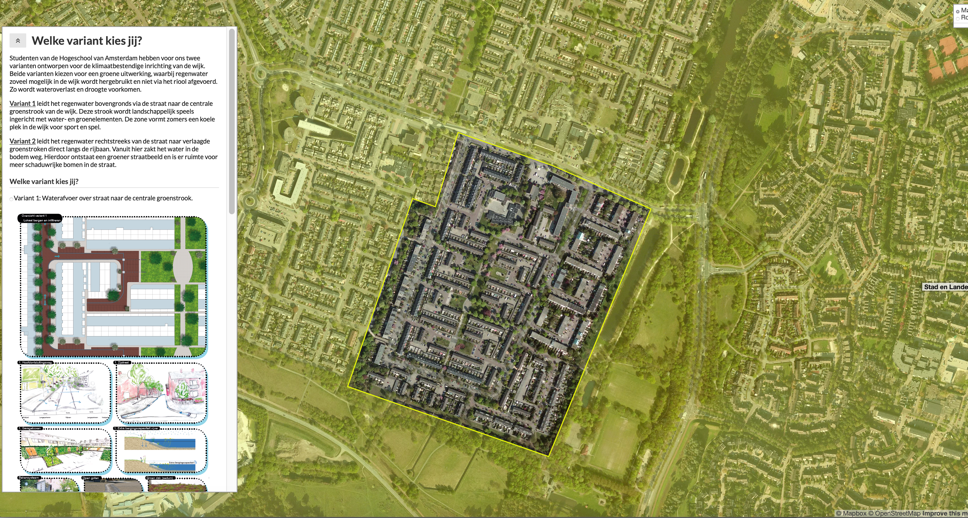 Welke variant kies jij?
Studenten van de Hogeschool van Amsterdam hebben voor ons twee
varianten ontworpen voor de klimaatbestendige inrichting van de wijk.
Beide varianten kiezen voor een groene uitwerking, waarbij regenwater
zoveel mogelijk in de wijk wordt hergebruikt en niet via het riool afgevoerd.
Zo wordt wateroverlast en droogte voorkomen.
Variant 1 leidt het regenwater bovengronds via de straat naar de centrale
groenstrook van de wijk. Deze strook wordt landschappelijk speels
ingericht met water- en groenelementen. De zone vormt zomers een koele
plek in de wijk voor sport en spel.
Variant 2 leidt het regenwater rechtstreeks van de straat naar verlaagde
groenstroken direct langs de rijbaan. Vanuit hier zakt het water in de
bodem weg. Hierdoor ontstaat een groener straatbeeld en is er ruimte voor
meer schaduwrijke bomen in de straat.
Welke variant kies jij?
Variant 1: Waterafvoer over straat naar de centrale groenstrook.
Ma
Stad en Lande
© Mapbox © OpenStreetMap Improve this m